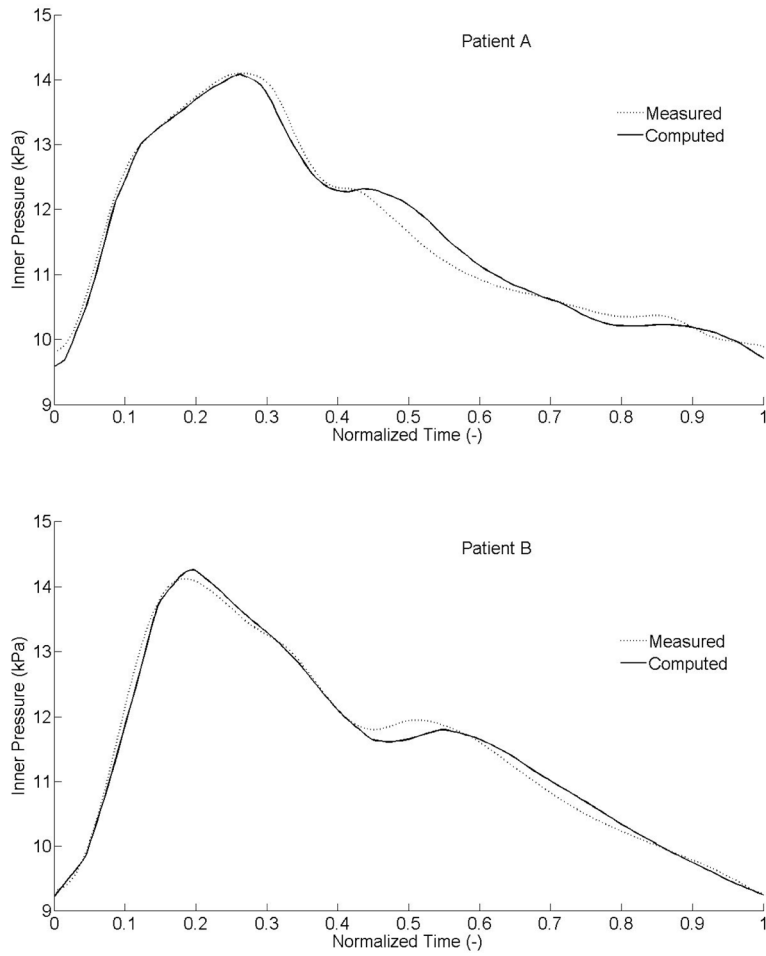 15
Patient A
14
Measured
13
Computed
Inner Pressure (kPa)
12
11
10
9
0 0.1 0.2 0.3 0.4 0.5 0.6 0.7 0.8 0.9 1
Normalized Time (-)
15
Patient B
14
Measured
13
Computed
Inner Pressure (kPa)
12
11
10
9
0 0.1 0.2 0.3 0.4 0.5 0.6 0.7 0.8 0.9 1
Normalized Time (-)